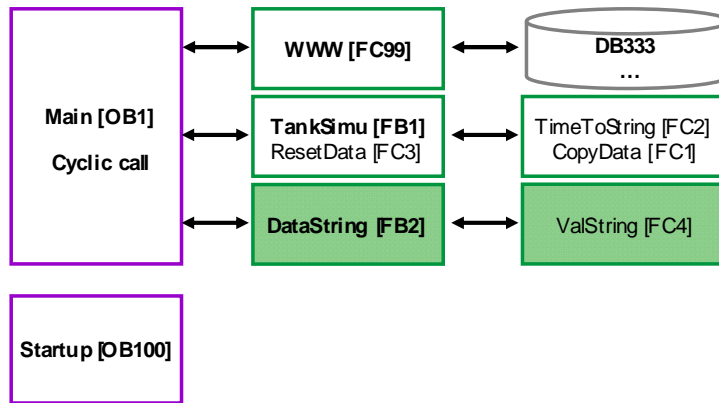 Main [OB1]
Cyclic call
WWW [FC99]
DB333
...
TankSimu [FB1]
ResetData [FC3]
TimeToString [FC2]
CopyData [FC1]
DataString [FB2]
ValString [FC4]
Startup [OB100]